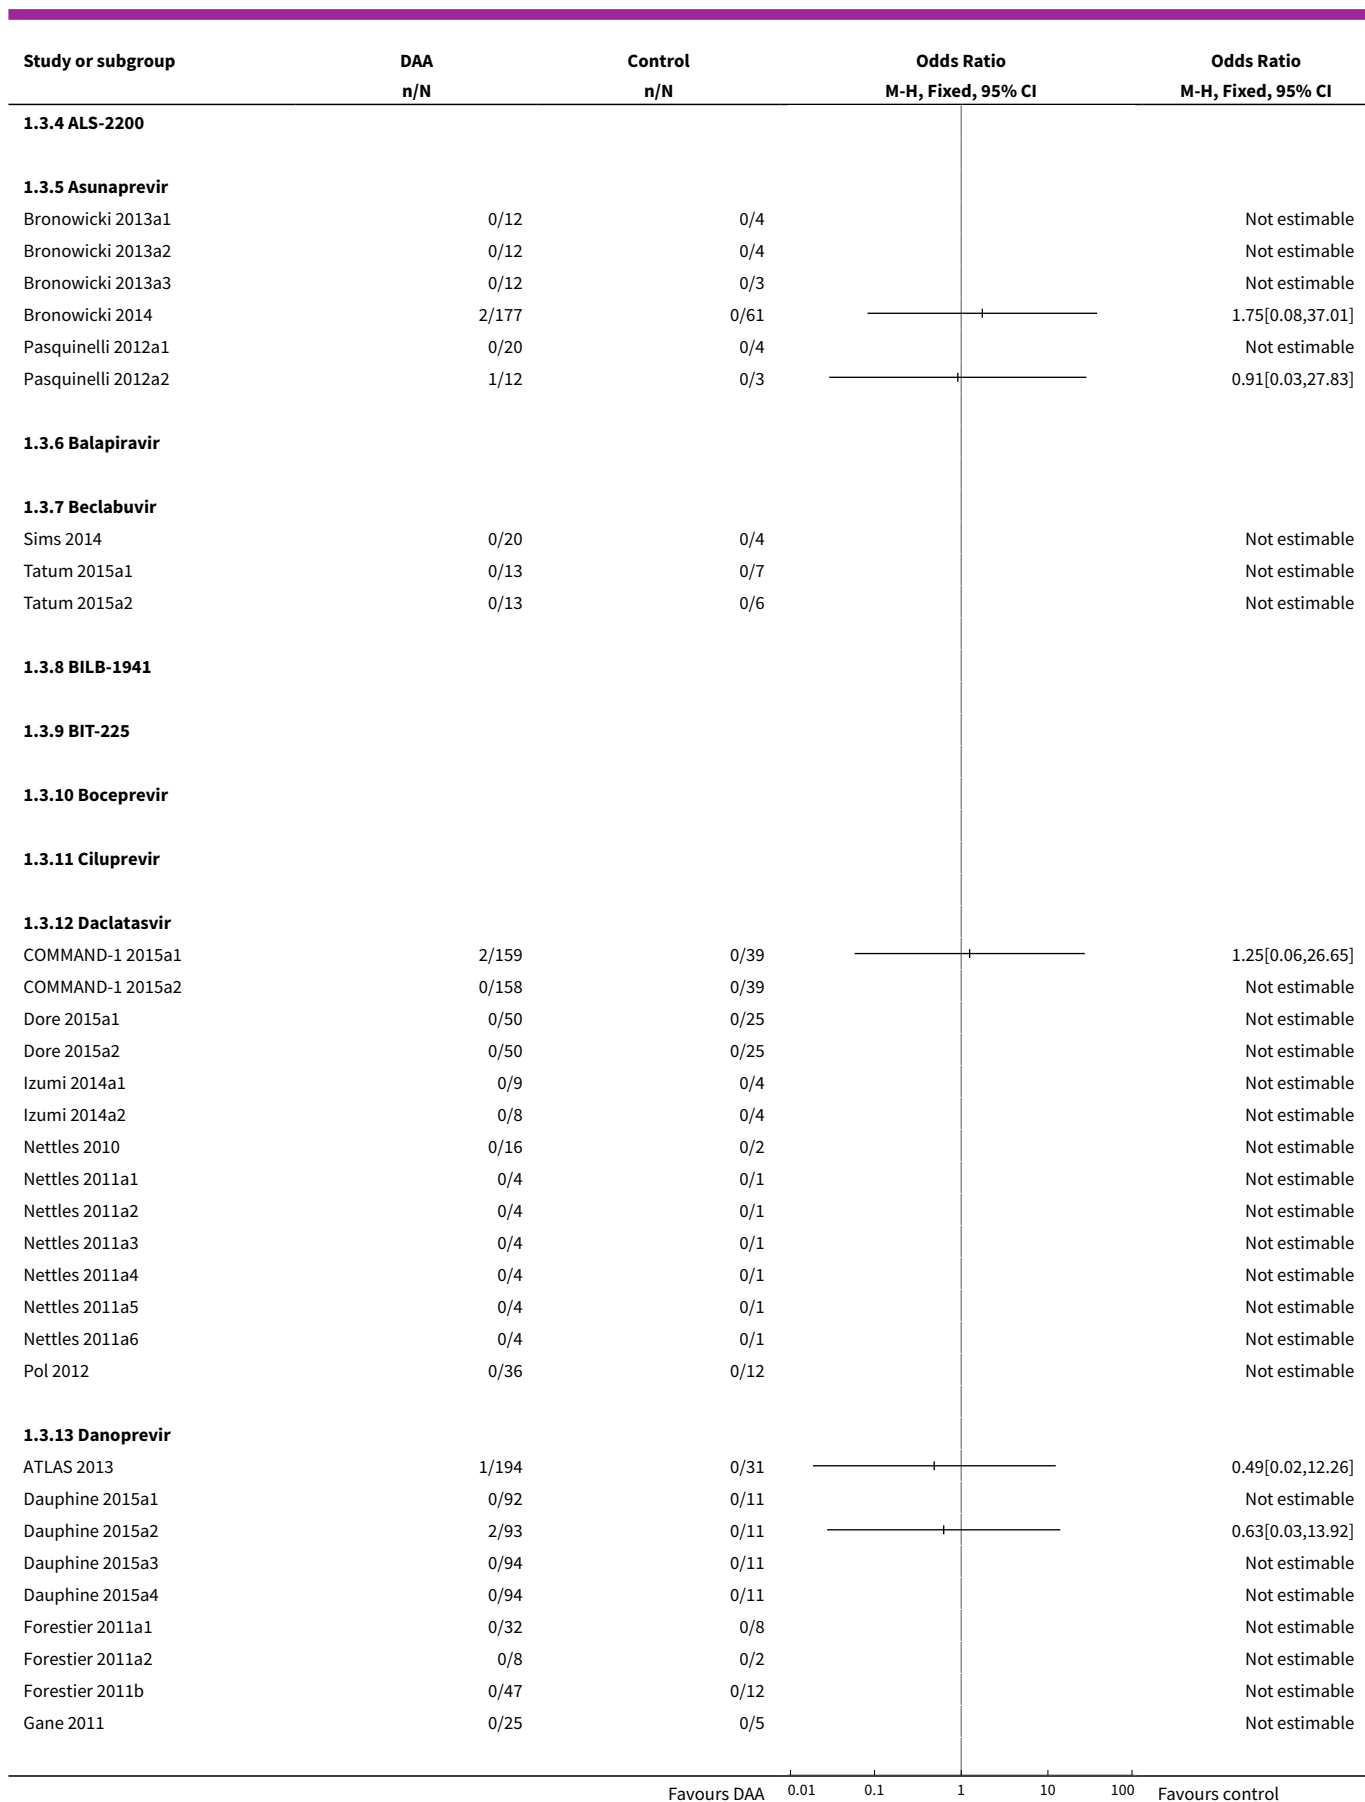 Study or subgroup DAA Control Odds Ratio Odds Ratio
n/N n/N M-H, Fixed, 95% CI M-H, Fixed, 95% CI
1.3.4 ALS-2200
1.3.5 Asunaprevir
Bronowicki 2013a1 0/12 0/4 Not estimable
Bronowicki 2013a2 0/12 0/4 Not estimable
Bronowicki 2013a3 0/12 0/3 Not estimable
Bronowicki 2014 2/177 0/61 1.75[0.08,37.01]
Pasquinelli 2012a1 0/20 0/4 Not estimable
Pasquinelli 2012a2 1/12 0/3 0.91[0.03,27.83]
1.3.6 Balapiravir
1.3.7 Beclabuvir
Sims 2014 0/20 0/4 Not estimable
Tatum 2015a1 0/13 0/7 Not estimable
Tatum 2015a2 0/13 0/6 Not estimable
1.3.8 BILB-1941
1.3.9 BIT-225
1.3.10 Boceprevir
1.3.11 Ciluprevir
1.3.12 Daclatasvir
COMMAND-1 2015a1 2/159 0/39 1.25[0.06,26.65]
COMMAND-1 2015a2 0/158 0/39 Not estimable
Dore 2015a1 0/50 0/25 Not estimable
Dore 2015a2 0/50 0/25 Not estimable
Izumi 2014a1 0/9 0/4 Not estimable
Izumi 2014a2 0/8 0/4 Not estimable
Nettles 2010 0/16 0/2 Not estimable
Nettles 2011a1 0/4 0/1 Not estimable
Nettles 2011a2 0/4 0/1 Not estimable
Nettles 2011a3 0/4 0/1 Not estimable
Nettles 2011a4 0/4 0/1 Not estimable
Nettles 2011a5 0/4 0/1 Not estimable
Nettles 2011a6 0/4 0/1 Not estimable
Pol 2012 0/36 0/12 Not estimable
1.3.13 Danoprevir
ATLAS 2013 1/194 0/31 0.49[0.02,12.26]
Dauphine 2015a1 0/92 0/11 Not estimable
Dauphine 2015a2 2/93 0/11 0.63[0.03,13.92]
Dauphine 2015a3 0/94 0/11 Not estimable
Dauphine 2015a4 0/94 0/11 Not estimable
Forestier 2011a1 0/32 0/8 Not estimable
Forestier 2011a2 0/8 0/2 Not estimable
Forestier 2011b 0/47 0/12 Not estimable
Gane 2011 0/25 0/5 Not estimable
Favours DAA 0.01 0.1 1 10 100 Favours control